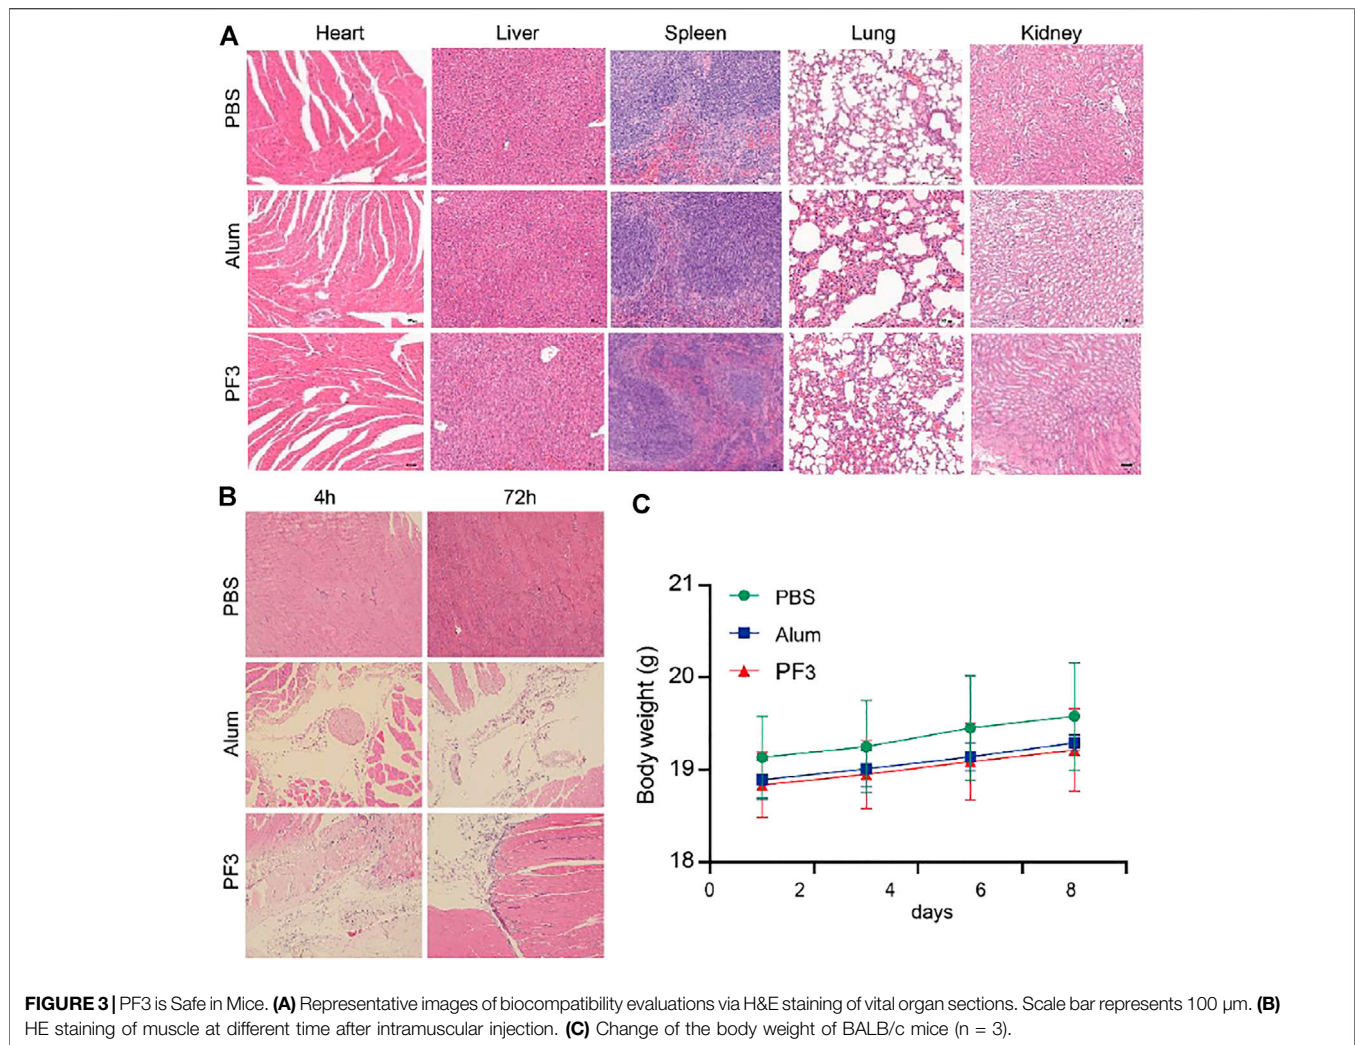 A
Heart Liver Spleen Lung Kidney
PBS
Alum
PF3
B
4h 72h
PBS
Alum
PF3
C
21
20
19
18
Body weight (g)
PBS
Alum
PF3
0 2 4 6 8
days
FIGURE 3 | PF3 is Safe in Mice. (A) Representative images of biocompatibility evaluations via H&E staining of vital organ sections. Scale bar represents 100 μm. (B)
HE staining of muscle at different time after intramuscular injection. (C) Change of the body weight of BALB/c mice (n = 3).